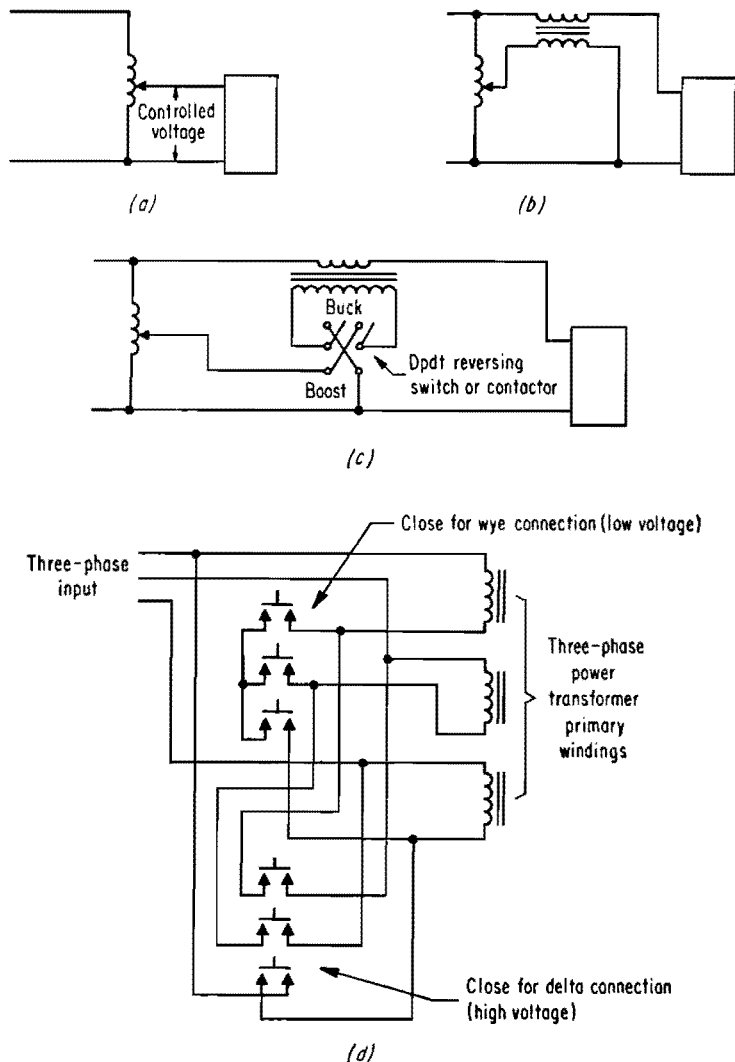 Controlled
voltage
(a)
(b)
Buck
Boost
Dpdt reversing
switch or contactor
(c)
Close for wye connection (low voltage)
Three-phase
input
Three-phase
power
transformer
primary
windings
Close for delta connection
(high voltage)
(d)